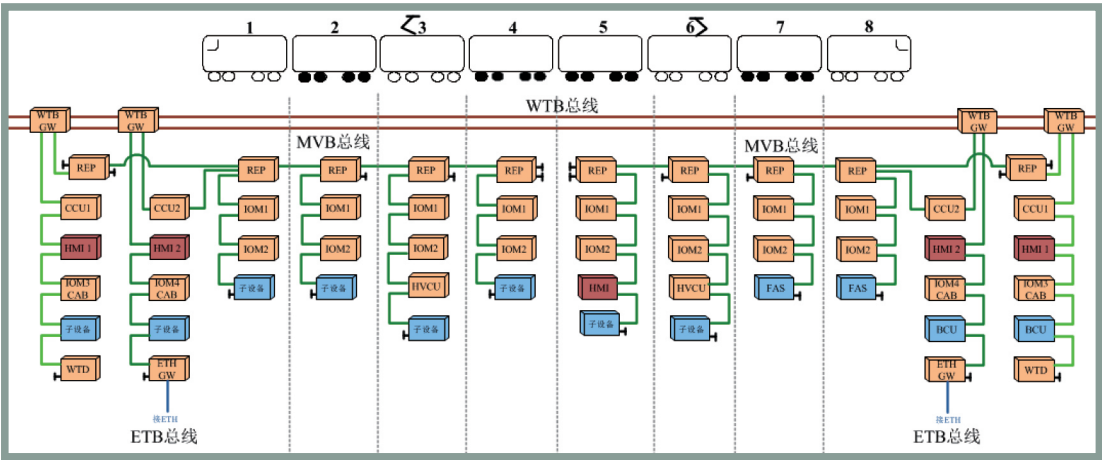 1 2 3 4 5 6 7 8
WTB总线
WTB
GW
WTB
GW
WTB
GW
WTB
GW
MVB总线
MVB总线
REP
REP
REP
REP
REP
REP
REP
REP
REP
REP
CCU1
CCU2
IOM1
IOM1
IOM1
IOM1
IOM1
IOM1
IOM1
IOM1
CCU2
CCU1
HMI 1
HMI 2
IOM2
IOM2
IOM2
IOM2
IOM2
IOM2
IOM2
IOM2
HMI 2
HMI 1
IOM3
CAB
IOM4
CAB
子设备
子设备
HVCU
子设备
HMI
HVCU
FAS
FAS
IOM4
CAB
IOM3
CAB
子设备
子设备
子设备
子设备
子设备
BCU
BCU
WTD
ETH
GW
ETH
GW
WTD
接ETH
接ETH
ETB总线
ETB总线